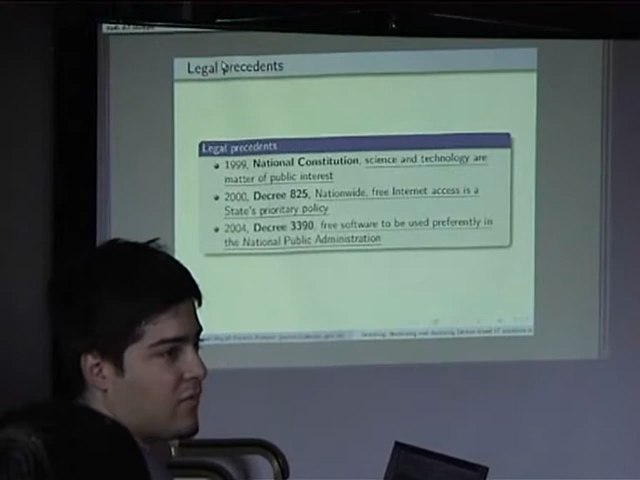 Legal precedents
Legal precedents
1999, National Constitution, science and technology are
matter of public interest
2000, Decree 825, Nationwide, free Internet access is a
State's prioritary policy
2004, Decree 3390, free software to be used preferently in
the National Public Administration